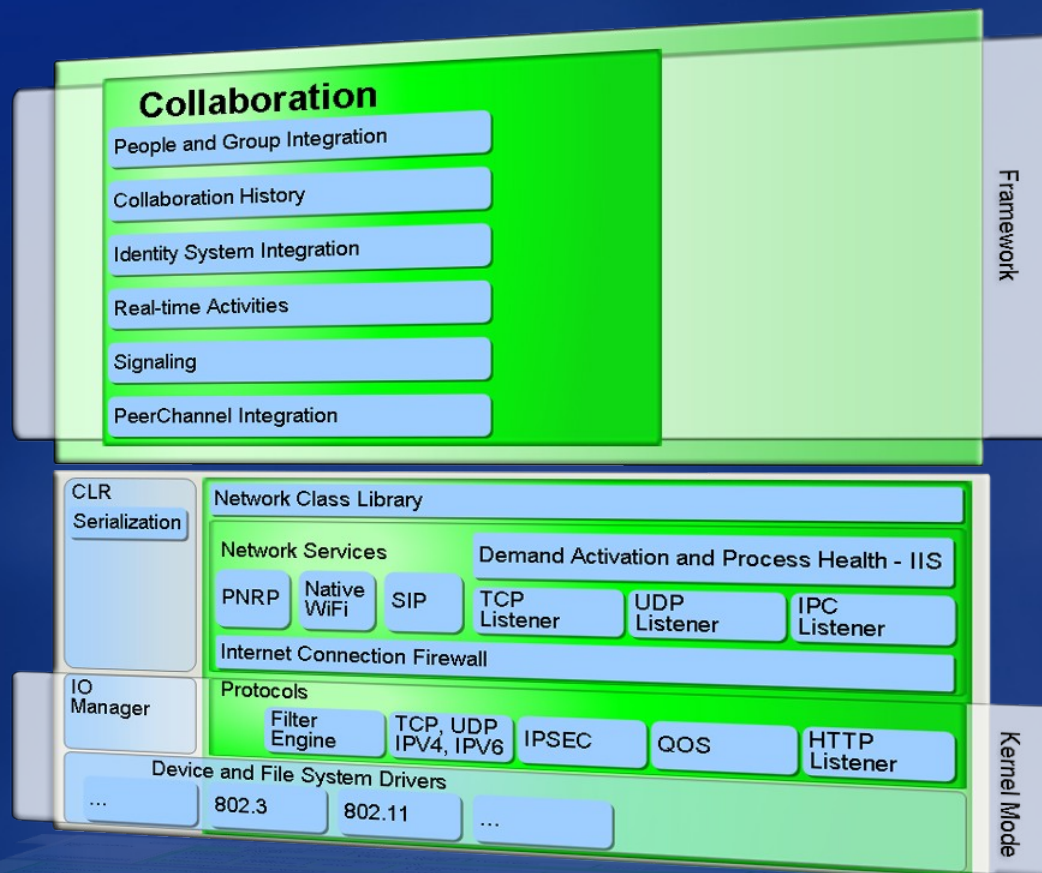 Collaboration
People and Group Integration
Collaboration History
Identity System Integration
Real-time Activities
Signaling
PeerChannel Integration
Framework
CLR
Serialization
Network Class Library
Network Services
Demand Activation and Process Health - IIS
PNRP
Native
WiFi
SIP
TCP
Listener
UDP
Listener
IPC
Listener
Internet Connection Firewall
IO
Manager
Protocols
Filter
Engine
TCP, UDP
IPV4, IPV6
IPSEC
QOS
HTTP
Listener
Kernel Mode
Device and File System Drivers
...
802.3
802.11
...